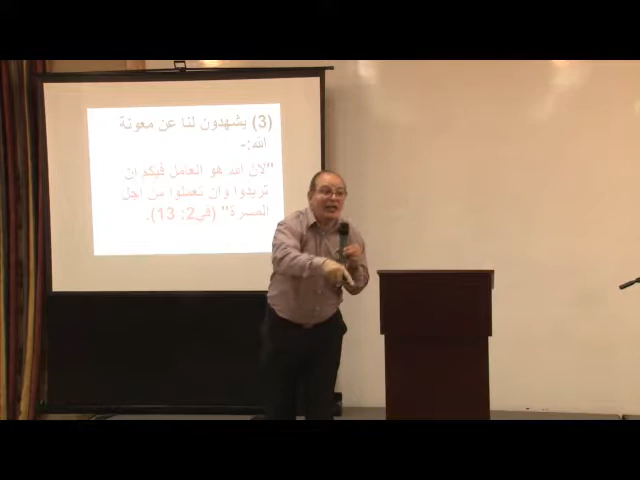 (3) يشهدون لنا عن معونة
الله:-
"لأن الله هو العامل فيكم ان
تريدوا وان تعملوا من اجل
المسرة" (في2: 13).